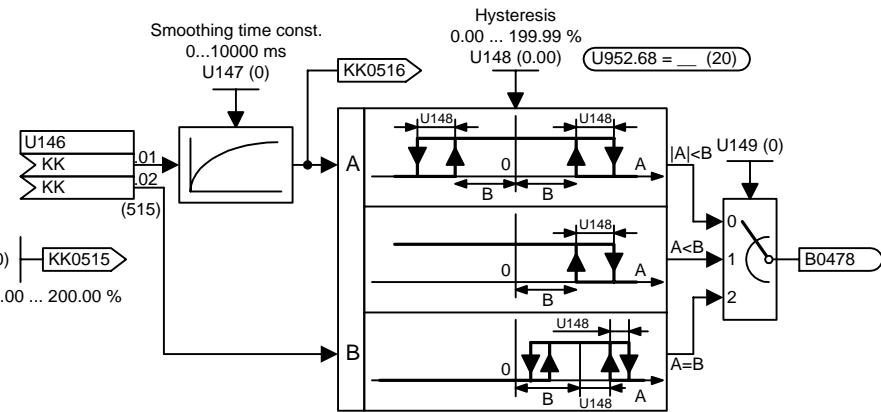 Smoothing time const.
0...10000 ms
U147 (0)
KK0516
Hysteresis
0.00 ... 199.99 %
U148 (0.00)
U952.68 = __ (20)
U146
KK
.01
KK
.02
(515)
0)
KK0515
.00 ... 200.00 %
A
B
U148
U148
0
A
B
B
|A|<B
U148
0
A
B
A<B
U148
0
B
U148
A
A=B
U149 (0)
0
1
2
B0478